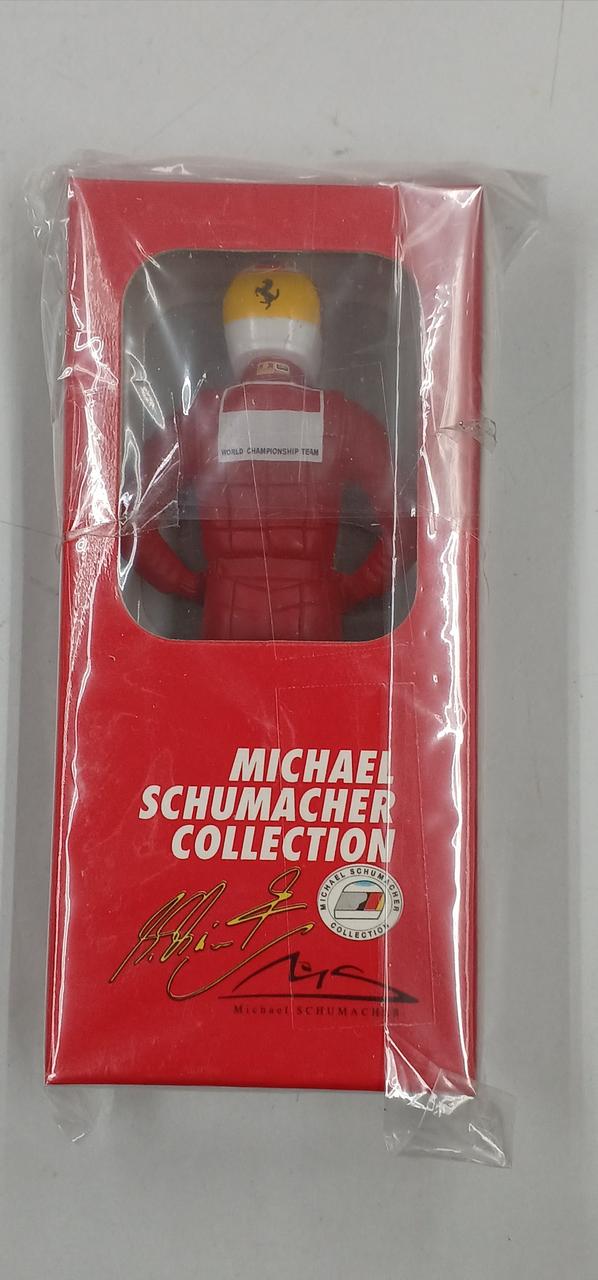 WORLD CHAMPIONSHIP TEAM
MICHAEL
SCHUMACHER
COLLECTION
MICHAEL SCHUMACHER
COLLECTION
Michael SCHUMACHER